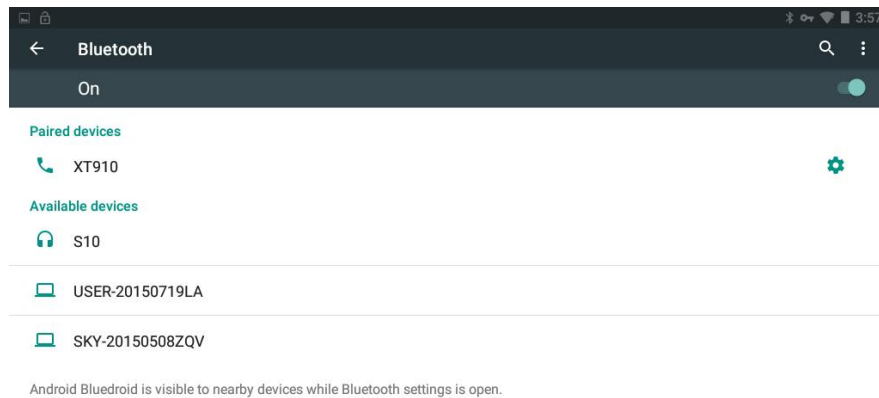 3:57
Bluetooth
On
Paired devices
XT910
Available devices
S10
USER-20150719LA
SKY-20150508ZQV
Android Bluedroid is visible to nearby devices while Bluetooth settings is open.